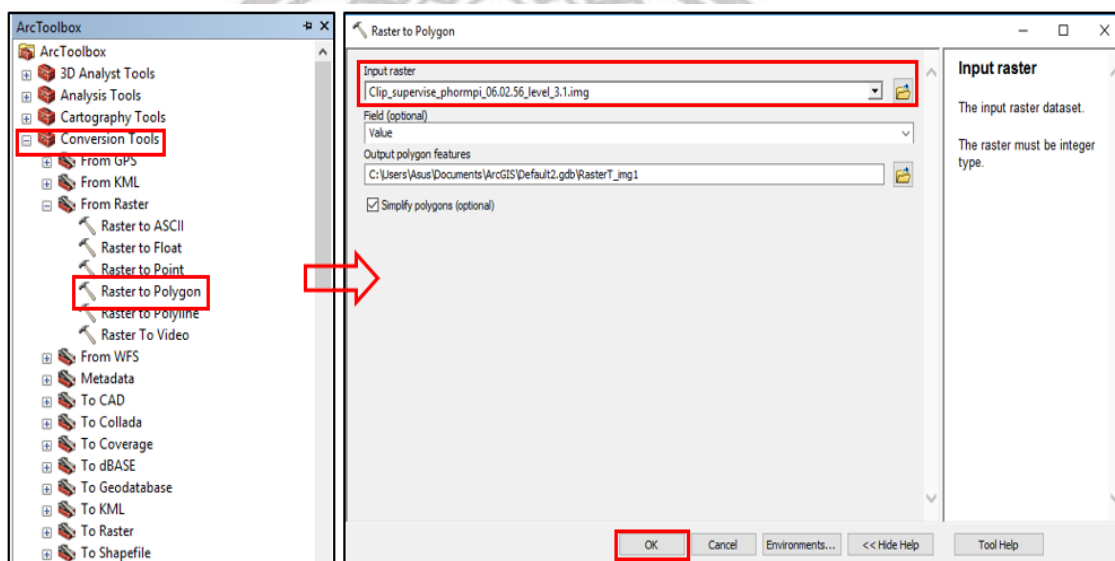 ArcToolbox
ArcToolbox
3D Analyst Tools
Analysis Tools
Cartography Tools
Conversion Tools
From GPS
From KML
From Raster
Raster to ASCII
Raster to Float
Raster to Point
Raster to Polygon
Raster to Polyline
Raster To Video
From WFS
Metadata
To CAD
To Collada
To Coverage
To dBASE
To Geodatabase
To KML
To Raster
To Shapefile
Raster to Polygon
Input raster
Clip_supervise_phormpi_06.02.56_level_3.1.img
Field (optional)
Value
Output polygon features
C:\Users\Asus\Documents\ArcGIS\Default2.gdb\RasterT_img1
Simplify polygons (optional)
OK
Cancel
Environments...
<< Hide Help
Input raster
The input raster dataset.
The raster must be integer
type.
Tool Help